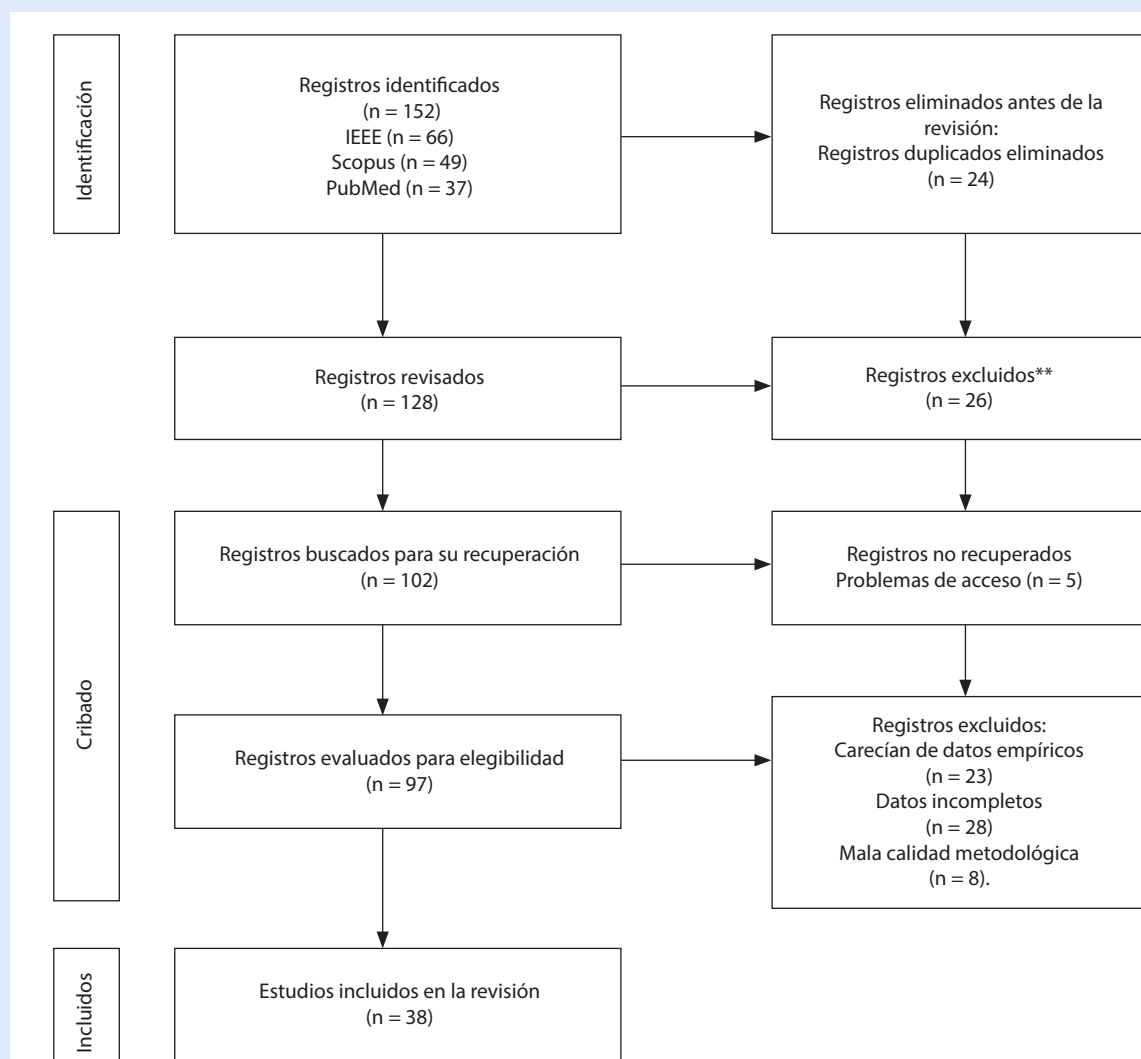 Identificación
Registros identificados
(n = 152)
IEEE (n = 66)
Scopus (n = 49)
PubMed (n = 37)
Registros eliminados antes de la
revisión:
Registros duplicados eliminados
(n = 24)
Registros revisados
(n = 128)
Registros excluidos**
(n = 26)
Cribado
Registros buscados para su recuperación
(n = 102)
Registros no recuperados
Problemas de acceso (n = 5)
Registros evaluados para elegibilidad
(n = 97)
Registros excluidos:
Carecían de datos empíricos
(n = 23)
Datos incompletos
(n = 28)
Mala calidad metodológica
(n = 8).
Incluidos
Estudios incluidos en la revisión
(n = 38)